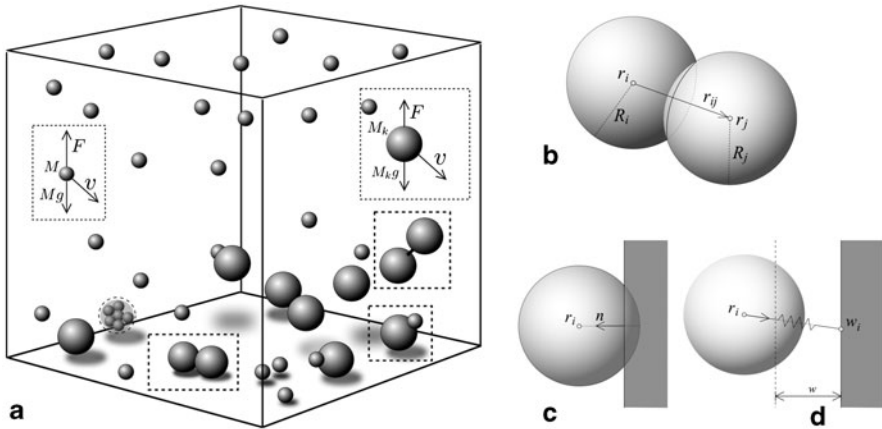 F
M
Mg
v
F
M_k
M_kg
v
a
r_i
r_ij
r_j
R_i
R_j
b
r_i
n
c
r_i
w_i
w
d